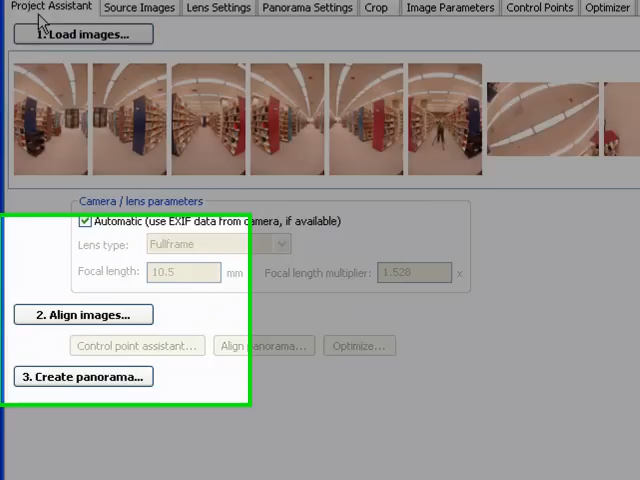 Project Assistant Source Images Lens Settings Panorama Settings Crop Image Parameters Control Points Optimizer
1. Load images...
Camera / lens parameters
Automatic (use EXIF data from camera, if available)
Lens type: Fullframe
Focal length: 10.5 mm Focal length multiplier: 1.528 x
2. Align images...
Control point assistant... Align panorama... Optimize...
3. Create panorama...